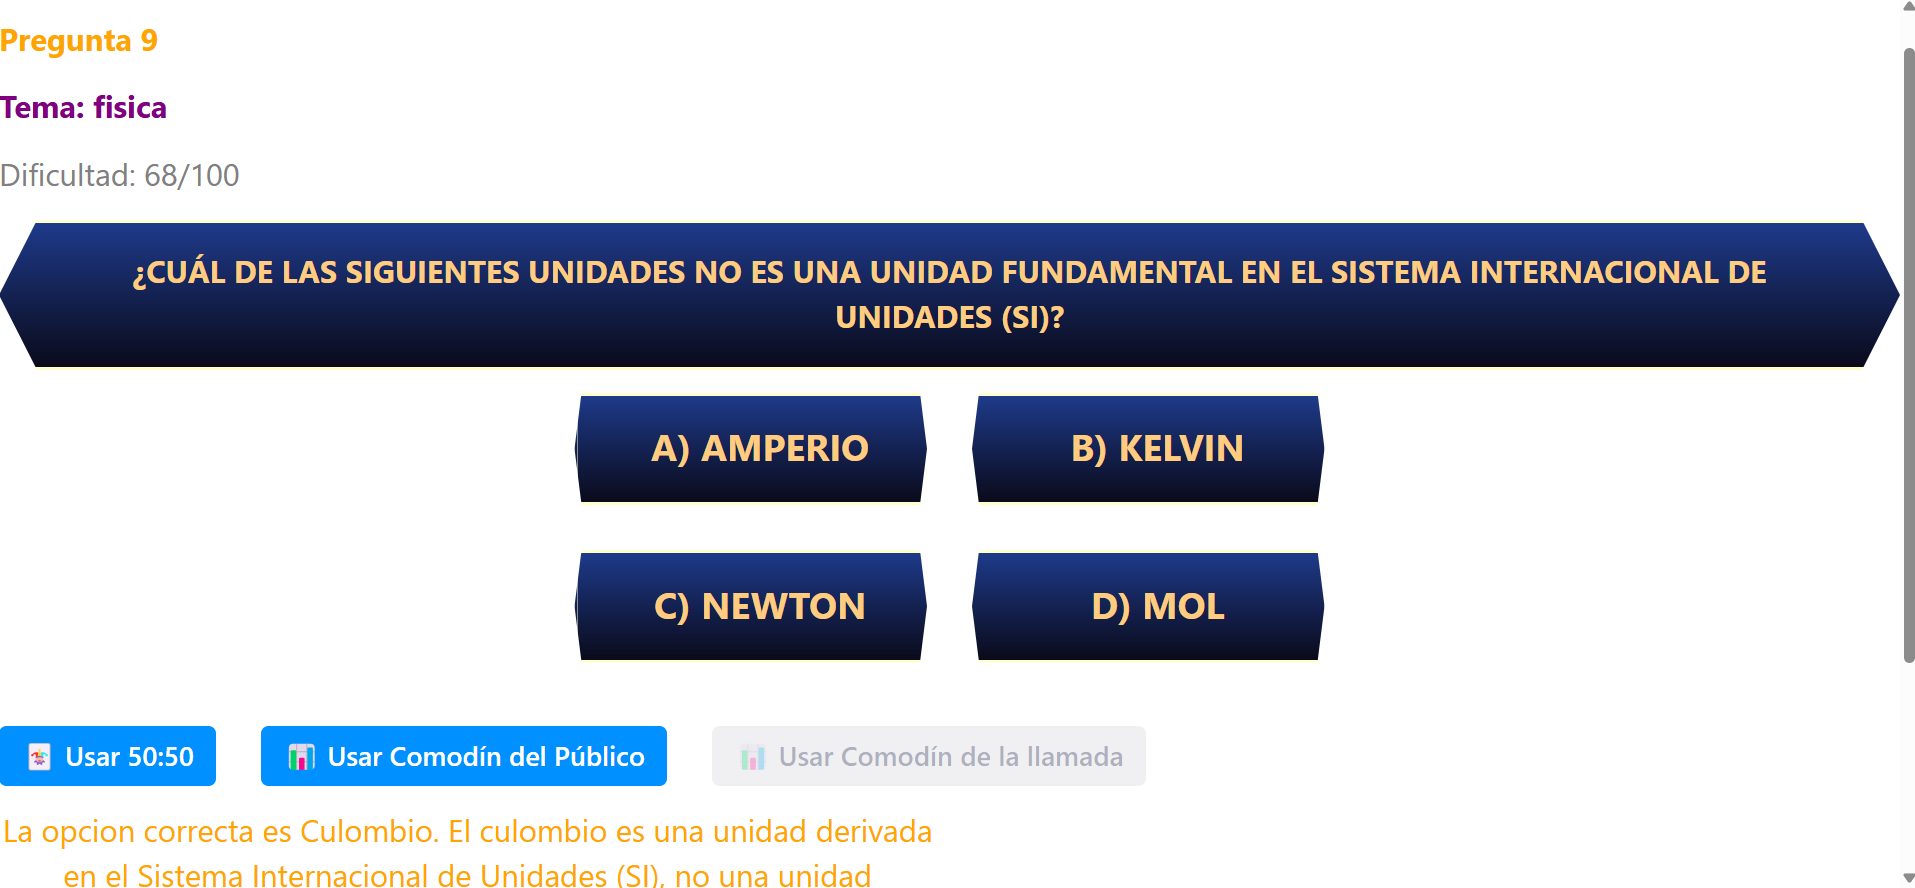 Pregunta 9
Tema: fisica
Dificultad: 68/100
¿CUÁL DE LAS SIGUIENTES UNIDADES NO ES UNA UNIDAD FUNDAMENTAL EN EL SISTEMA INTERNACIONAL DE
UNIDADES (SI)?
A) AMPERIO
B) KELVIN
C) NEWTON
D) MOL
Usar 50:50
Usar Comodín del Público
Usar Comodín de la llamada
La opcion correcta es Culombio. El culombio es una unidad derivada
en el Sistema Internacional de Unidades (SI), no una unidad